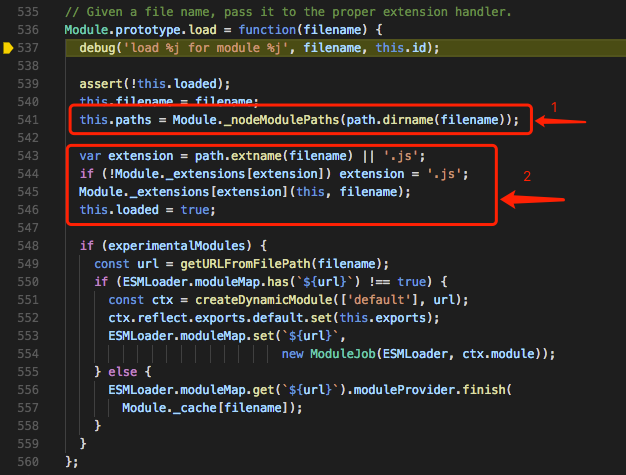 535 // Given a file name, pass it to the proper extension handler.
536 Module.prototype.load = function(filename) {
537 debug('load %j for module %j', filename, this.id);
538
539 assert(!this.loaded);
540 this.filename = filename;
541 this.paths = Module._nodeModulePaths(path.dirname(filename)); 1
542
543 var extension = path.extname(filename) || '.js';
544 if (!Module._extensions[extension]) extension = '.js'; 2
545 Module._extensions[extension](this, filename);
546 this.loaded = true;
547
548 if (experimentalModules) {
549 const url = getURLFromFilePath(filename);
550 if (ESMLoader.moduleMap.has(`${url}`) !== true) {
551 const ctx = createDynamicModule(['default'], url);
552 ctx.reflect.exports.default.set(this.exports);
553 ESMLoader.moduleMap.set(`${url}`,
554 new ModuleJob(ESMLoader, ctx.module));
555 } else {
556 ESMLoader.moduleMap.get(`${url}`).moduleProvider.finish(
557 Module._cache[filename]);
558 }
559 }
560 };